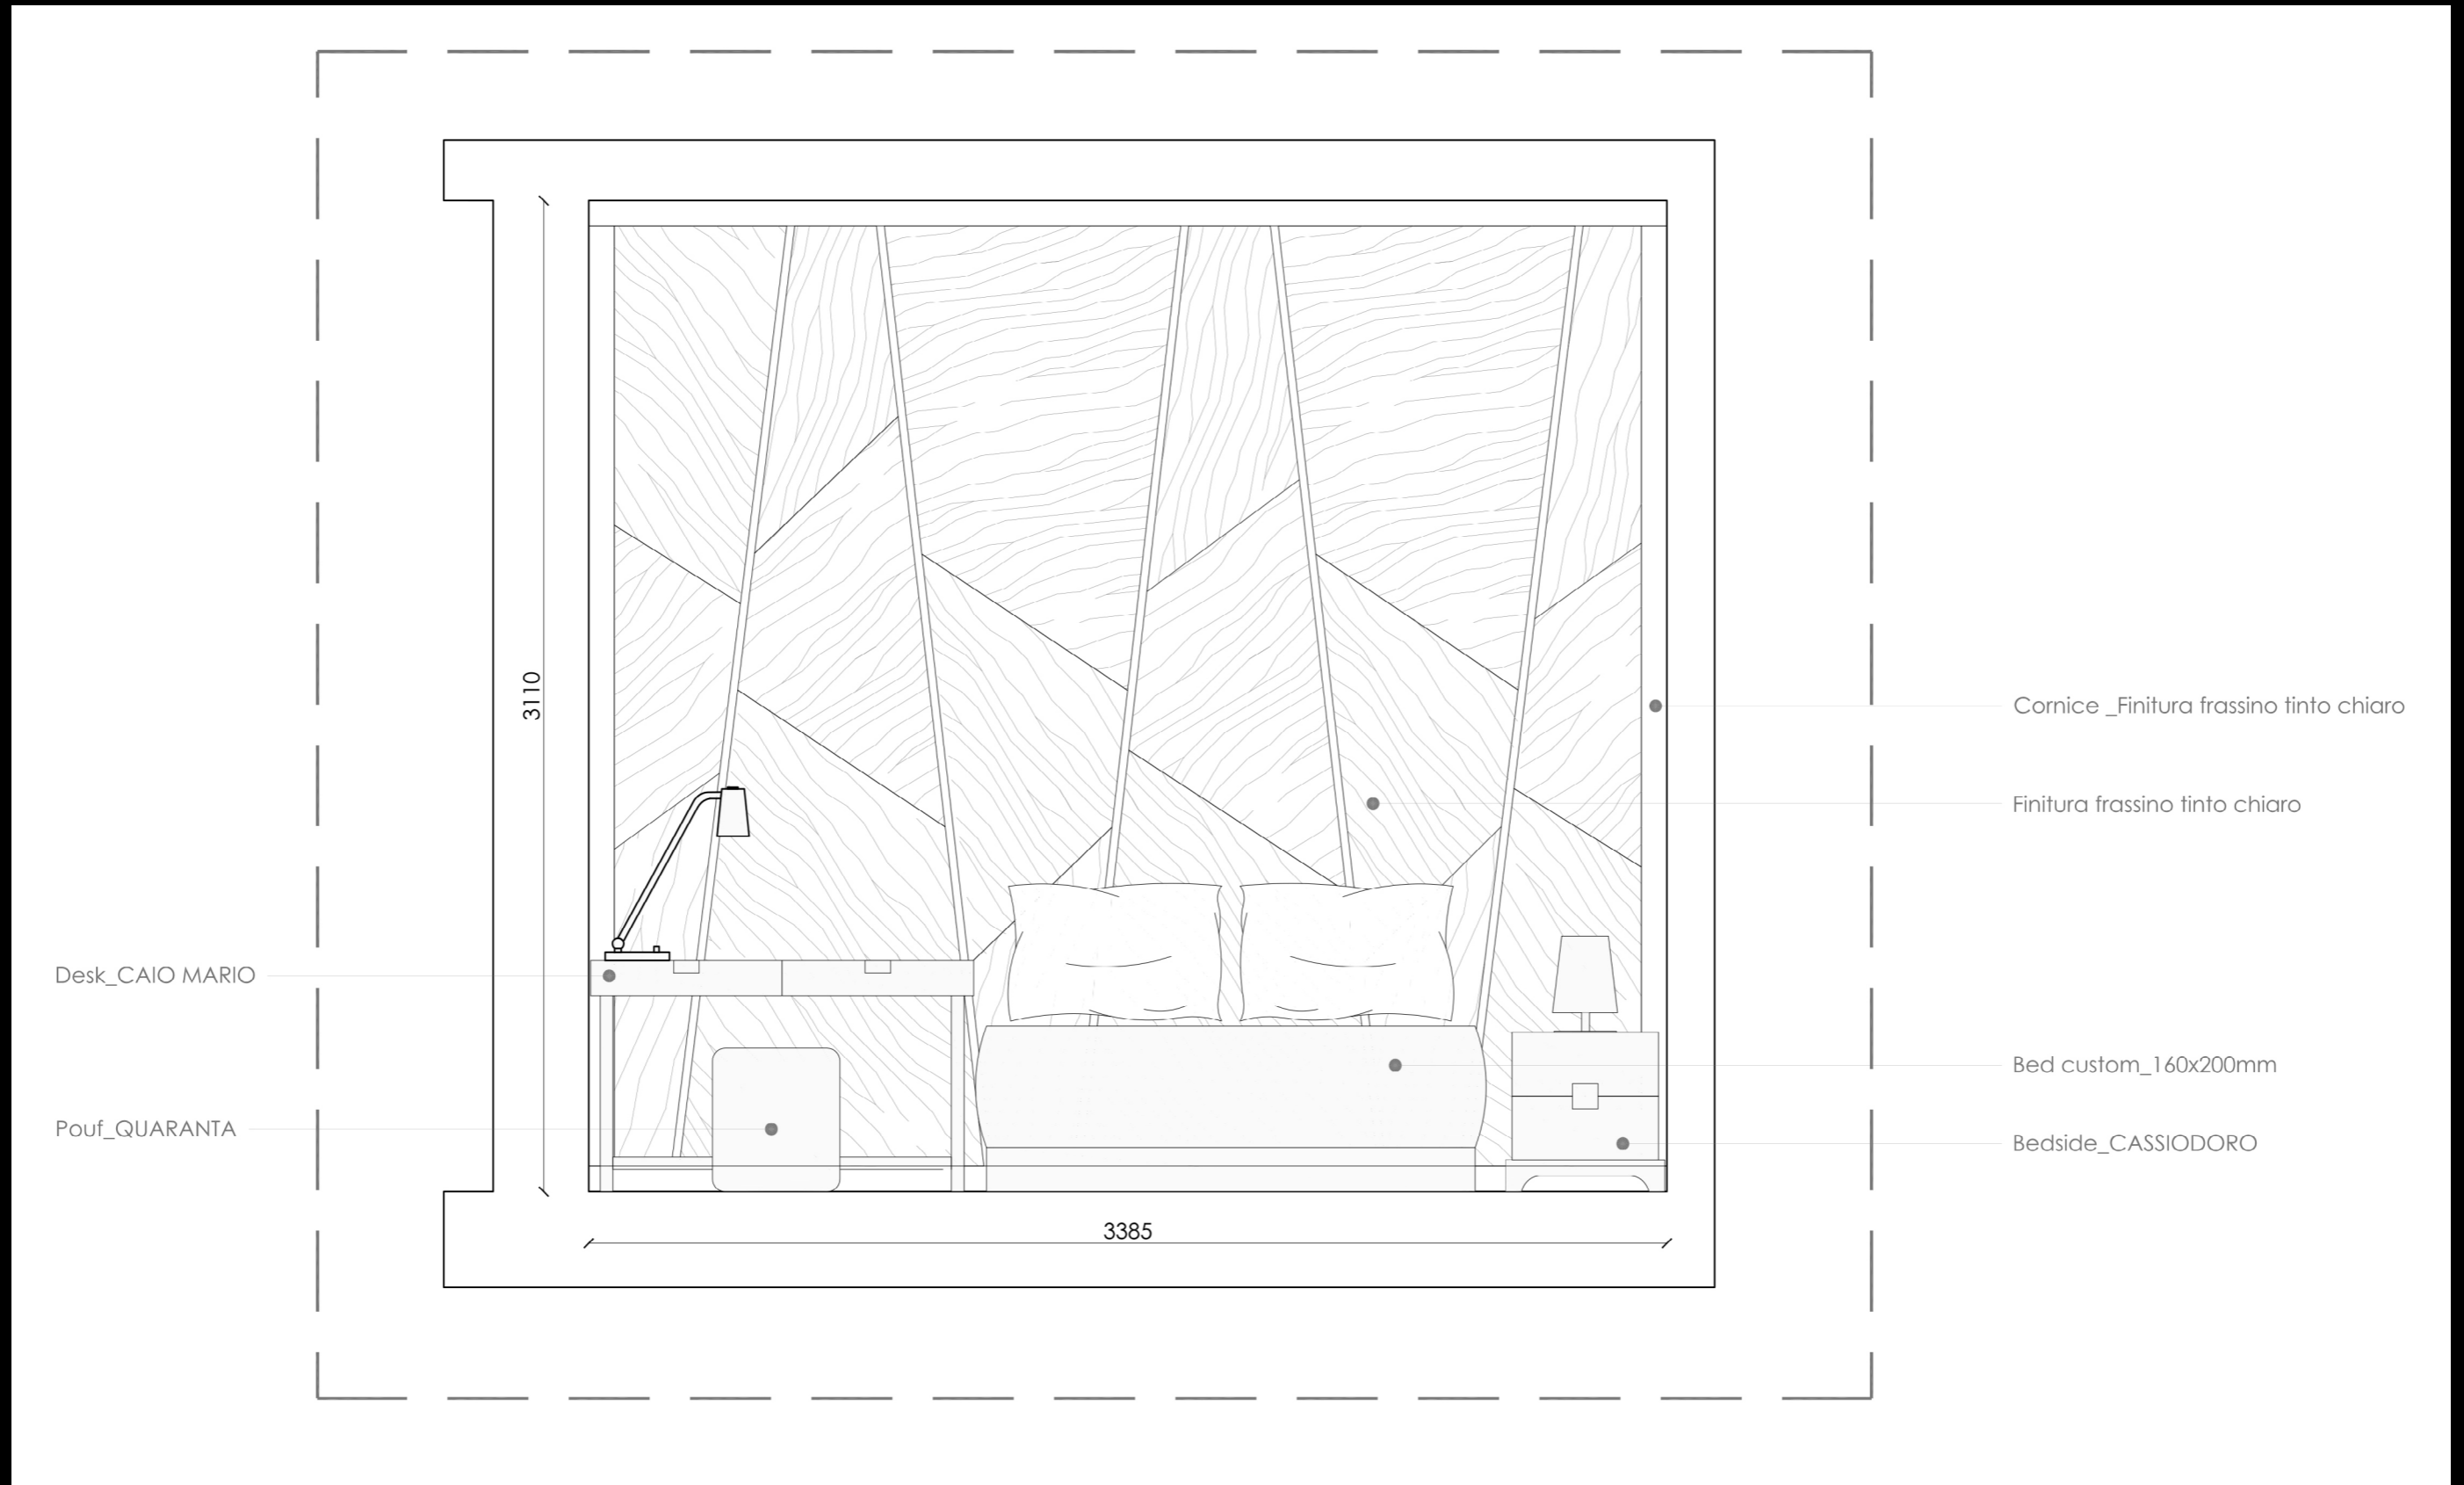 3110
Cornice _Finitura frassino tinto chiaro
Finitura frassino tinto chiaro
Desk_CAIO MARIO
Bed custom_160x200mm
Pouf_QUARANTA
Bedside_CASSIODORO
3385